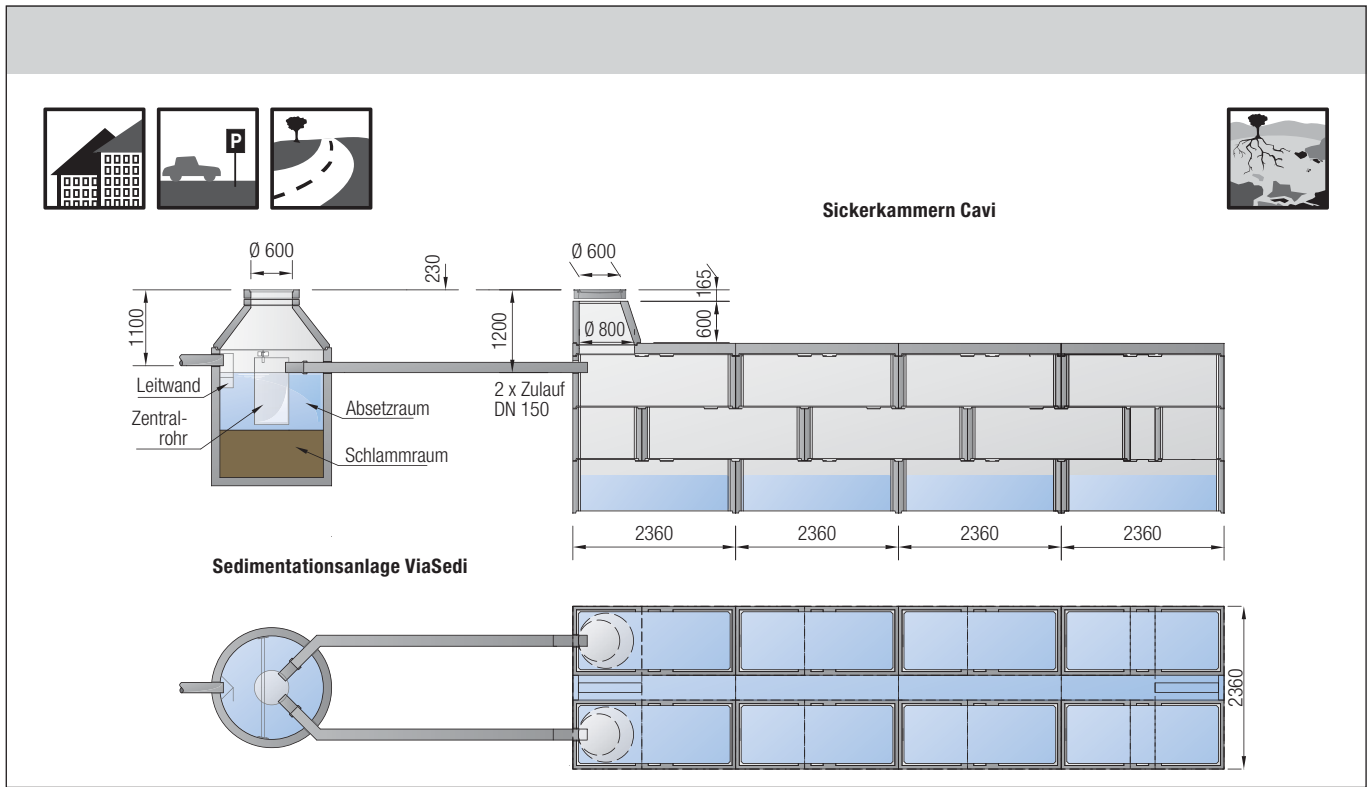 P
Sickerkammern Cavi
Ø 600
230
Ø 600
165
1100
1200
Ø 800
600
Leitwand
2 x Zulauf
DN 150
Zentral-
rohr
Absetzraum
Schlammraum
2360 2360 2360 2360
Sedimentationsanlage ViaSedi
2360